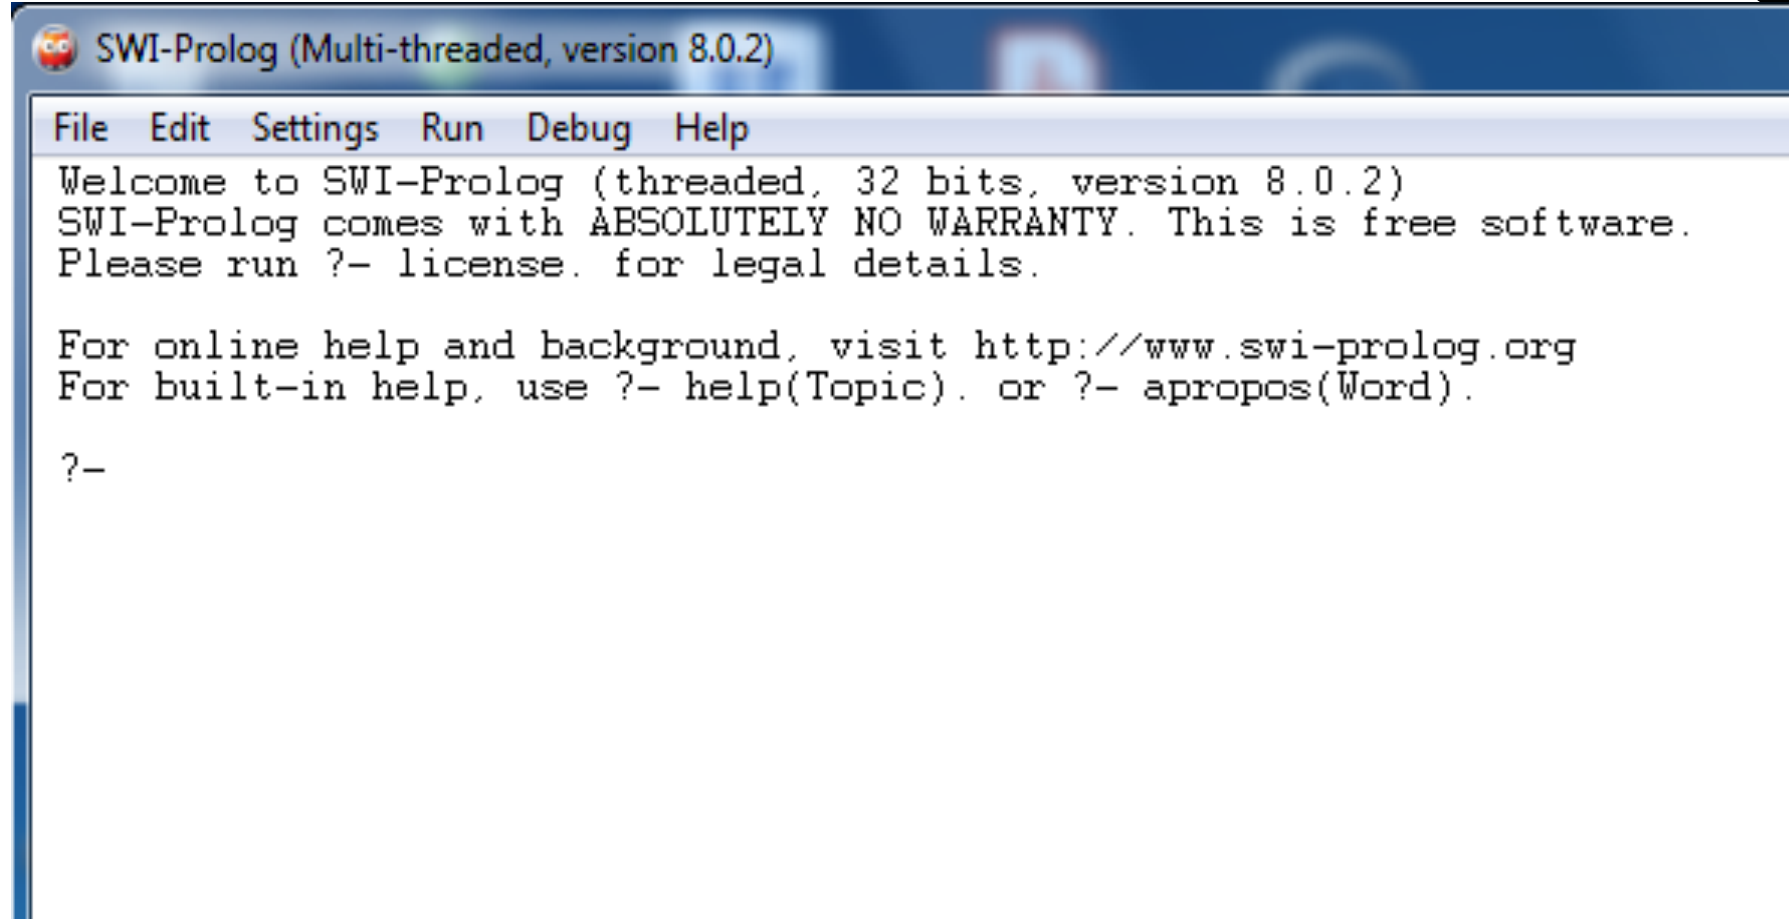 SWI-Prolog (Multi-threaded, version 8.0.2)
File Edit Settings Run Debug Help
Welcome to SWI-Prolog (threaded, 32 bits, version 8.0.2)
SWI-Prolog comes with ABSOLUTELY NO WARRANTY. This is free software.
Please run ?- license. for legal details.
For online help and background, visit http://www.swi-prolog.org
For built-in help, use ?- help(Topic). or ?- apropos(Word).
?-